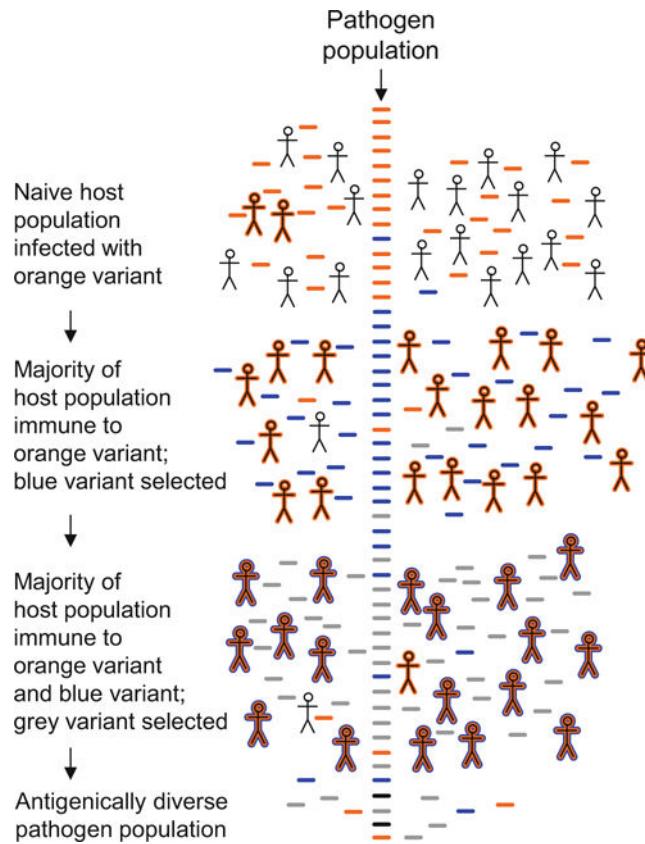 Pathogen
population
Naive host
population
infected with
orange variant
Majority of
host population
immune to
orange variant;
blue variant selected
Majority of
host population
immune to
orange variant
and blue variant;
grey variant selected
Antigenically diverse
pathogen population